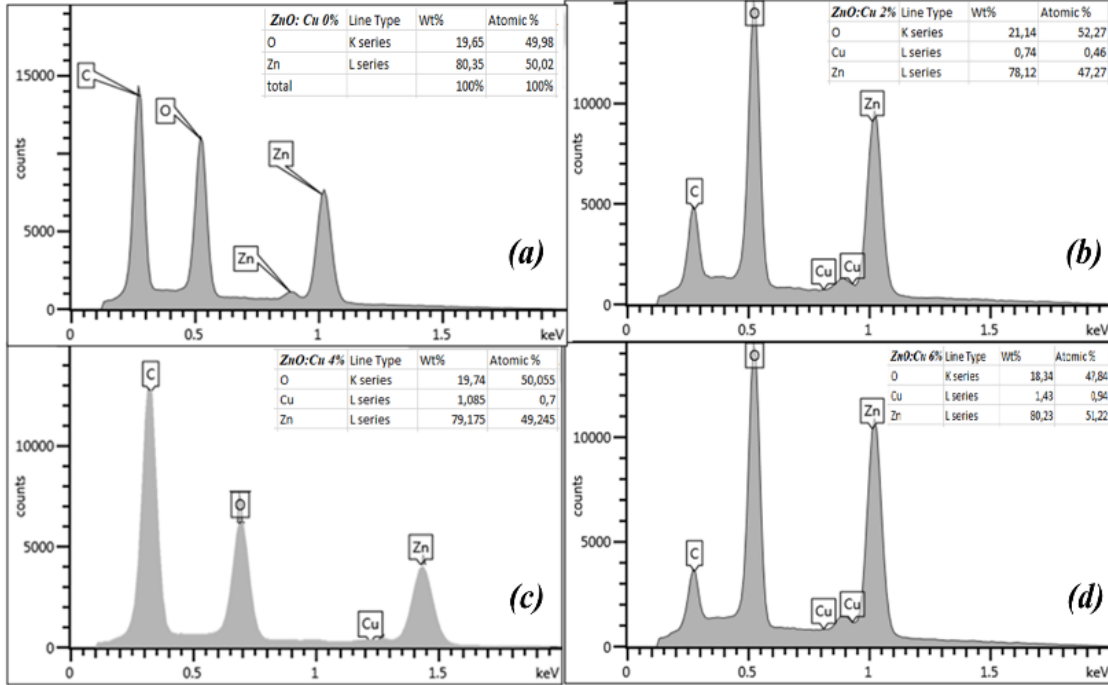 ZnO: Cu 0% Line Type Wt% Atomic %
O K series 19,65 49,98
Zn L series 80,35 50,02
total 100% 100%
15000
5000
0
counts
C
O
Zn
Zn
(a)
0 0.5 1 1.5 keV
ZnO:Cu 2% Line Type Wt% Atomic %
O K series 21,14 52,27
Cu L series 0,74 0,46
Zn L series 78,12 47,27
10000
5000
0
counts
C
O
Cu
Cu
Zn
(b)
0 0.5 1 1.5 keV
ZnO:Cu 4% Line Type Wt% Atomic %
O K series 19,74 50,055
Cu L series 1,085 0,7
Zn L series 79,175 49,245
10000
5000
0
counts
C
O
Cu
Zn
(c)
0 0.5 1 1.5 keV
ZnO:Cu 6% Line Type Wt% Atomic %
O K series 18,34 47,84
Cu L series 1,43 0,94
Zn L series 80,23 51,22
10000
5000
0
counts
C
O
Cu
Cu
Zn
(d)
0 0.5 1 1.5 keV